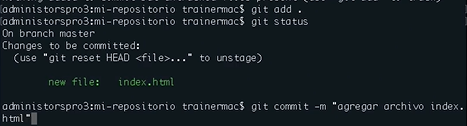 administorspro3:mi-repositorio trainermac$ git add .
administorspro3:mi-repositorio trainermac$ git status
On branch master
Changes to be committed:
(use "git reset HEAD <file>..." to unstage)
new file: index.html
administorspro3:mi-repositorio trainermac$ git commit -m "agregar archivo index.
html"